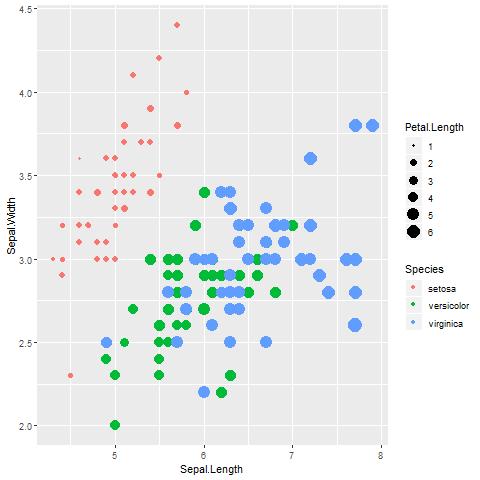 4.5
4.0
3.5
3.0
2.5
2.0
Sepal.Width
5
6
7
8
Sepal.Length
Petal.Length
1
2
3
4
5
6
Species
setosa
versicolor
virginica